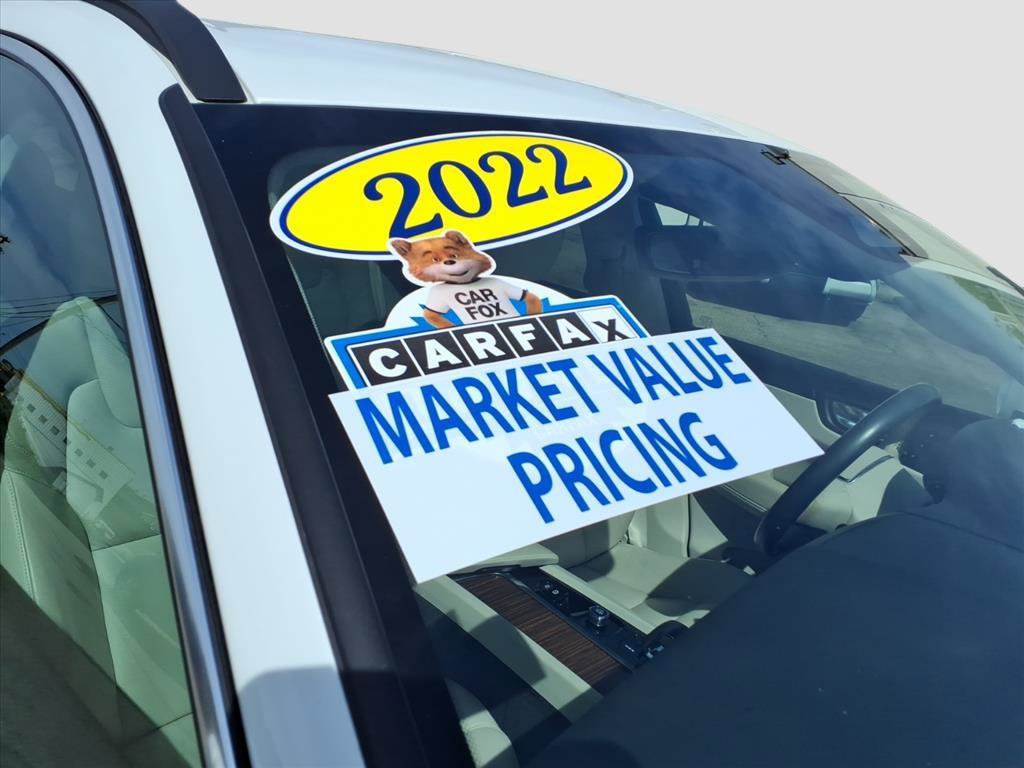 2022
CAR
FOX
CARFAX
MARKET VALUE
PRICING